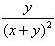 y
(x + y)²